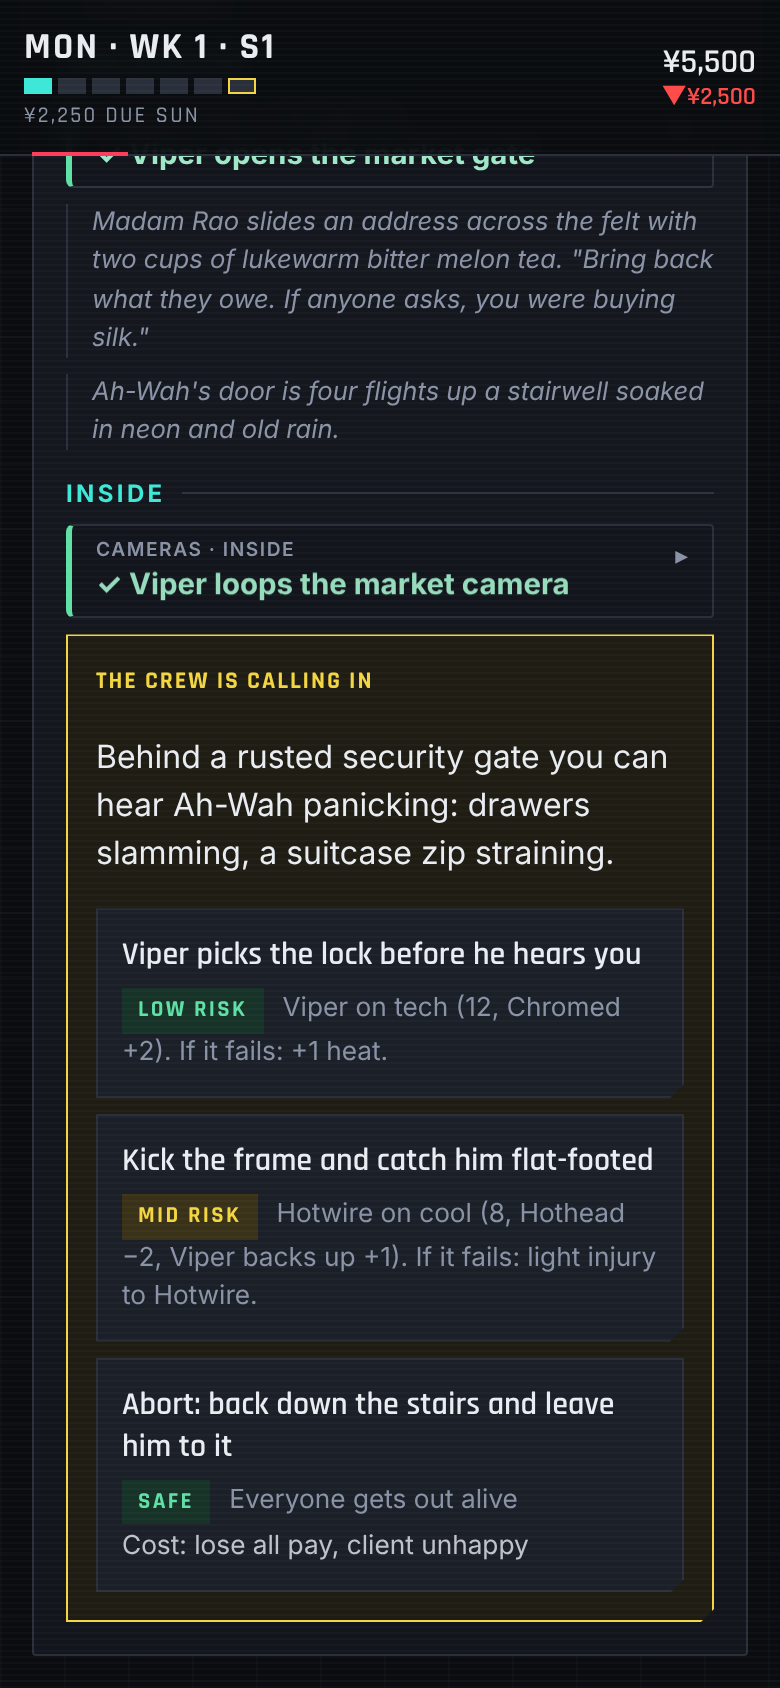 MON · WK 1 · S1
¥2,250 DUE SUN
¥5,500
▼¥2,500
✓ Viper opens the market gate
Madam Rao slides an address across the felt with
two cups of lukewarm bitter melon tea. "Bring back
what they owe. If anyone asks, you were buying
silk."
Ah-Wah's door is four flights up a stairwell soaked
in neon and old rain.
INSIDE
CAMERAS · INSIDE
✓ Viper loops the market camera
THE CREW IS CALLING IN
Behind a rusted security gate you can
hear Ah-Wah panicking: drawers
slamming, a suitcase zip straining.
Viper picks the lock before he hears you
LOW RISK Viper on tech (12, Chromed
+2). If it fails: +1 heat.
Kick the frame and catch him flat-footed
MID RISK Hotwire on cool (8, Hothead
−2, Viper backs up +1). If it fails: light injury
to Hotwire.
Abort: back down the stairs and leave
him to it
SAFE Everyone gets out alive
Cost: lose all pay, client unhappy